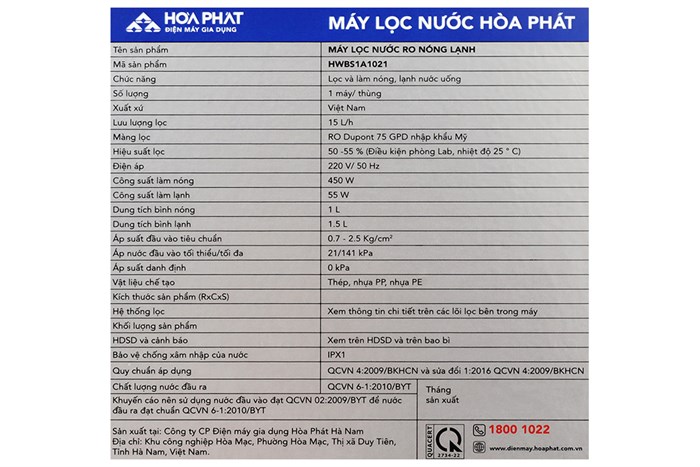 HOA PHAT
ĐIỆN MÁY GIA DỤNG
MÁY LỌC NƯỚC HÒA PHÁT
Tên sản phẩm MÁY LỌC NƯỚC RO NÓNG LẠNH
Mã sản phẩm HWBS1A1021
Chức năng Lọc và làm nóng, lạnh nước uống
Số lượng 1 máy/ thùng
Xuất xứ Việt Nam
Lưu lượng lọc 15 L/h
Màng lọc RO Dupont 75 GPD nhập khẩu Mỹ
Hiệu suất lọc 50 -55 % (Điều kiện phòng Lab, nhiệt độ 25 ° C)
Điện áp 220 V/ 50 Hz
Công suất làm nóng 450 W
Công suất làm lạnh 55 W
Dung tích bình nóng 1 L
Dung tích bình lạnh 1.5 L
Áp suất đầu vào tiêu chuẩn 0.7 - 2.5 Kg/cm²
Áp nước đầu vào tối thiểu/tối đa 21/141 kPa
Áp suất danh định 0 kPa
Vật liệu chế tạo Thép, nhựa PP, nhựa PE
Kích thước sản phẩm (RxCxS)
Hệ thống lọc Xem thông tin chi tiết trên các lõi lọc bên trong máy
Khối lượng sản phẩm
HDSD và cảnh báo Xem trên HDSD và trên bao bì
Bảo vệ chống xâm nhập của nước IPX1
Quy chuẩn áp dụng QCVN 4:2009/BKHCN và sửa đổi 1:2016 QCVN 4:2009/BKHCN
Chất lượng nước đầu ra QCVN 6-1:2010/BYT
Khuyến cáo nên sử dụng nước đầu vào đạt QCVN 02:2009/BYT để nước
đầu ra đạt chuẩn QCVN 6-1:2010/BYT
Tháng
sản xuất
Sản xuất tại: Công ty CP Điện máy gia dụng Hòa Phát Hà Nam
Địa chỉ: Khu công nghiệp Hòa Mạc, Phường Hòa Mạc, Thị xã Duy Tiên,
Tỉnh Hà Nam, Việt Nam
QUACERT
2734-22
1800 1022
www.dienmay.hoaphat.com.vn